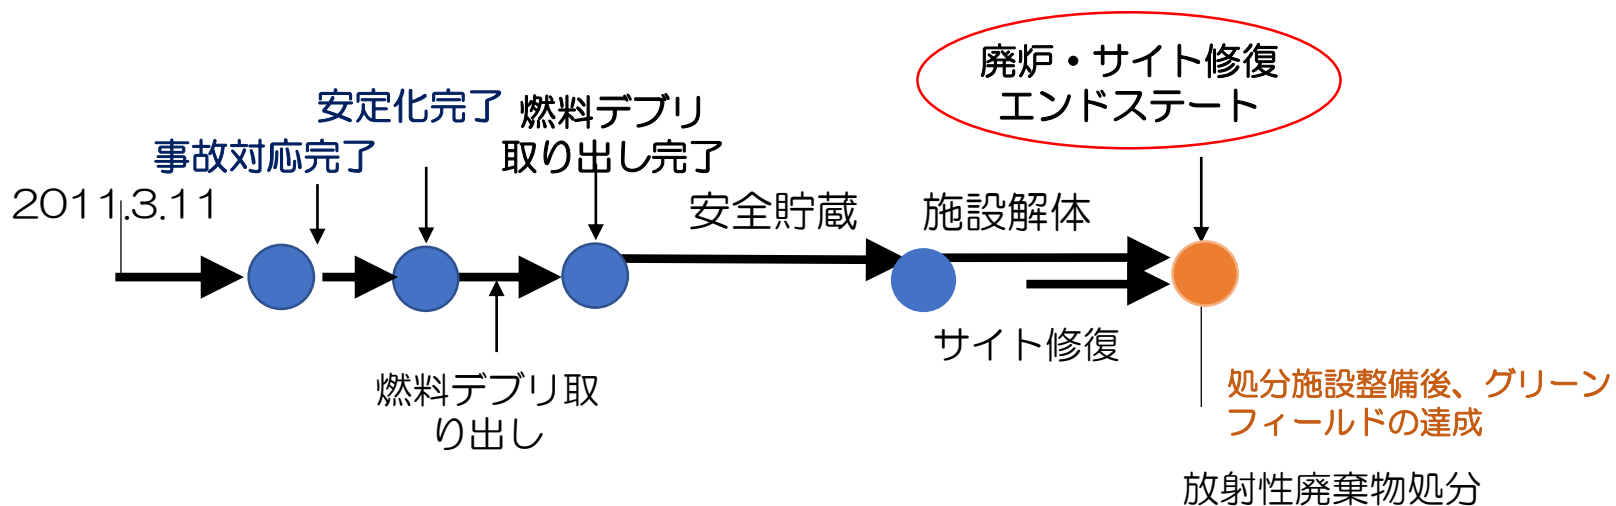 廃炉・サイト修復
エンドステート
安定化完了
燃料デブリ
取り出し完了
事故対応完了
2011.3.11
安全貯蔵
施設解体
サイト修復
燃料デブリ取
り出し
処分施設整備後、グリーン
フィールドの達成
放射性廃棄物処分